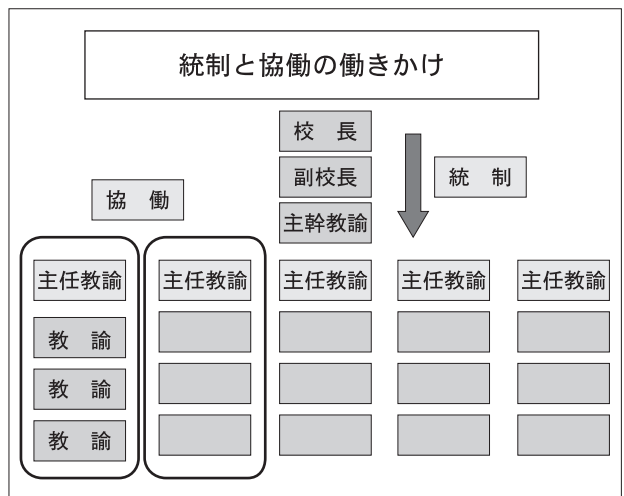 統制と協働の働きかけ
校　長
副校長
統　制
協　働
主幹教諭
主任教諭 主任教諭 主任教諭 主任教諭 主任教諭
教　諭
教　諭
教　諭